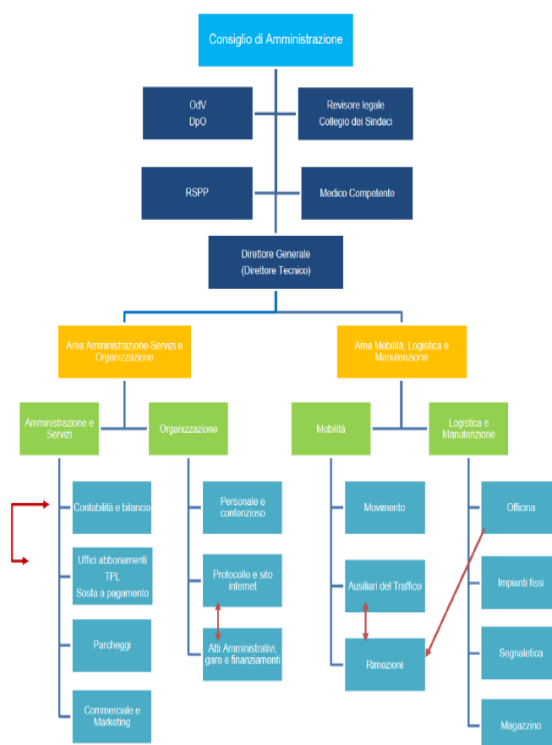 Consiglio di Amministrazione
OdV
DpO
Revisore legale
Collegio dei Sindaci
RSPP
Medico Competente
Direttore Generale
(Direttore Tecnico)
Area Amministrazione-Servizi e
Organizzazione
Area Mobilità, Logistica e
Manutenzione
Amministrazione e
Servizi
Organizzazione
Mobilità
Logistica e
Manutenzione
Contabilità e bilancio
Personale e
contenzioso
Movimento
Officina
Uffici abbonamenti
TPL
Sosta a pagamento
Protocollo e sito
internet
Ausiliari del Traffico
Impianti fissi
Parcheggi
Atti Amministrativi,
gare e finanziamenti
Rimozioni
Segnaletica
Commerciale e
Marketing
Magazzino